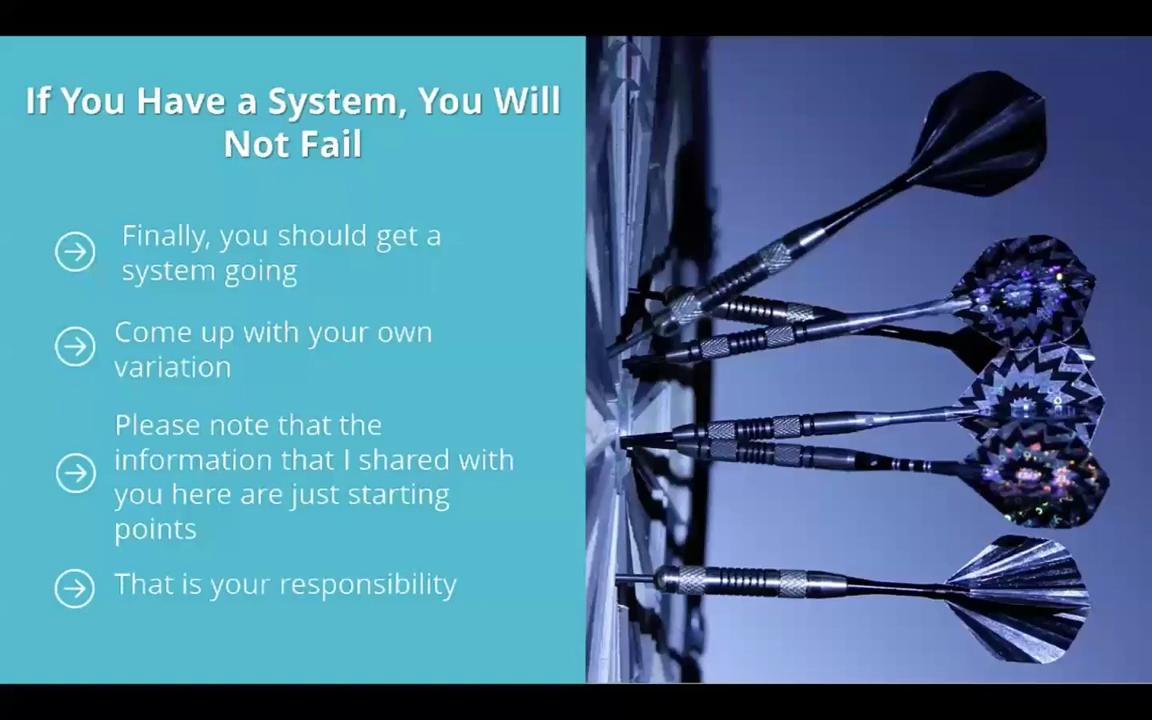 If You Have a System, You Will
Not Fail
Finally, you should get a
system going
Come up with your own
variation
Please note that the
information that I shared with
you here are just starting
points
That is your responsibility